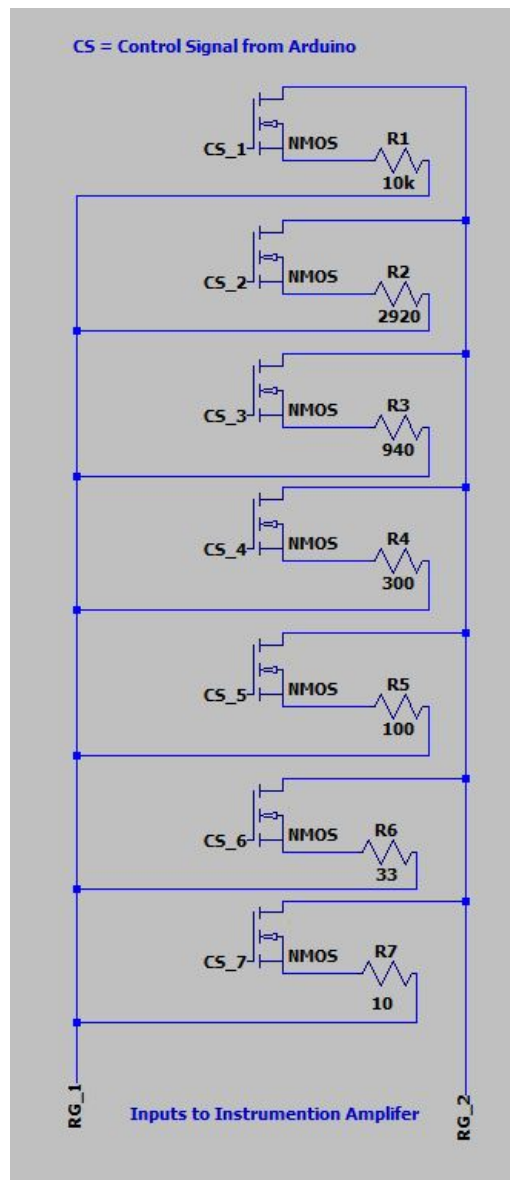 CS = Control Signal from Arduino
CS_1
NMOS
R1
10k
CS_2
NMOS
R2
2920
CS_3
NMOS
R3
940
CS_4
NMOS
R4
300
CS_5
NMOS
R5
100
CS_6
NMOS
R6
33
CS_7
NMOS
R7
10
RG_1
Inputs to Instrumention Amplifer
RG_2